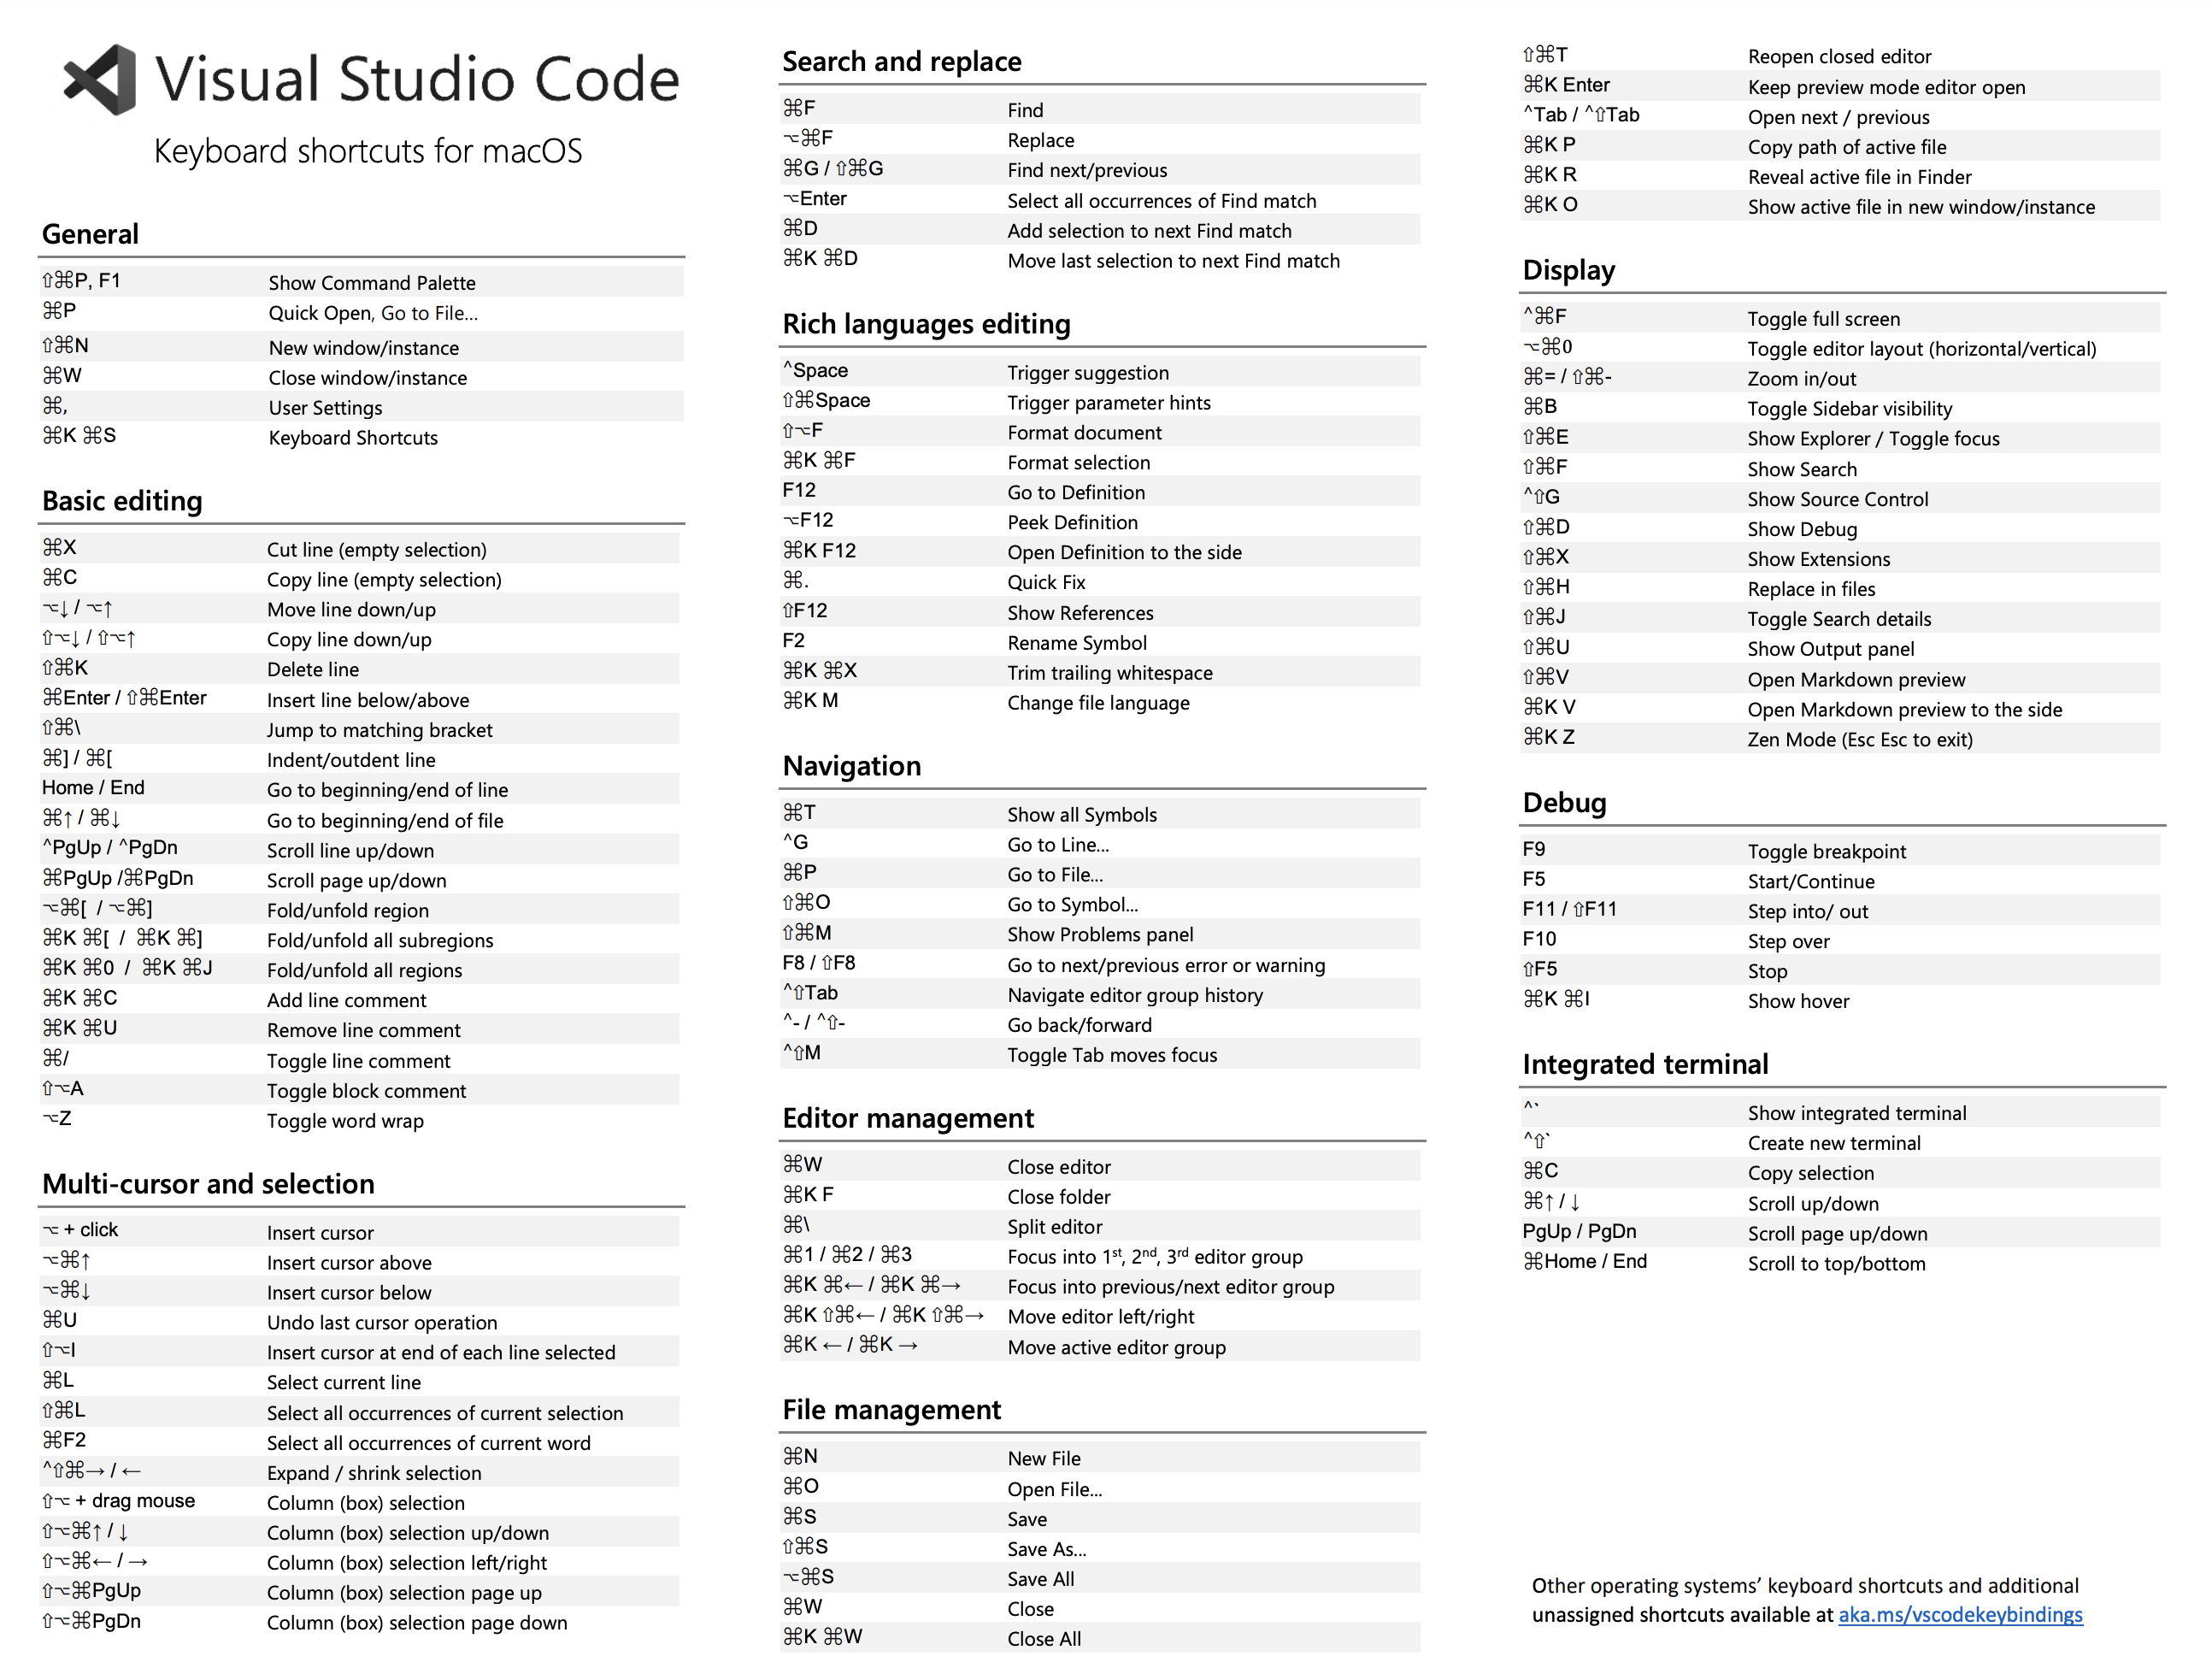 Visual Studio Code
Keyboard shortcuts for macOS
General
⇧⌘P, F1 Show Command Palette
⌘P Quick Open, Go to File...
⇧⌘N New window/instance
⌘W Close window/instance
⌘, User Settings
⌘K ⌘S Keyboard Shortcuts
Basic editing
⌘X Cut line (empty selection)
⌘C Copy line (empty selection)
⌥↓ / ⌥↑ Move line down/up
⇧⌥↓ / ⇧⌥↑ Copy line down/up
⇧⌘K Delete line
⌘Enter / ⇧⌘Enter Insert line below/above
⇧⌘\ Jump to matching bracket
⌘] / ⌘[ Indent/outdent line
Home / End Go to beginning/end of line
⌘↑ / ⌘↓ Go to beginning/end of file
^PgUp / ^PgDn Scroll line up/down
⌘PgUp /⌘PgDn Scroll page up/down
⌥⌘[ / ⌥⌘] Fold/unfold region
⌘K ⌘[ / ⌘K ⌘] Fold/unfold all subregions
⌘K ⌘0 / ⌘K ⌘J Fold/unfold all regions
⌘K ⌘C Add line comment
⌘K ⌘U Remove line comment
⌘/ Toggle line comment
⇧⌥A Toggle block comment
⌥Z Toggle word wrap
Multi-cursor and selection
⌥ + click Insert cursor
⌥⌘↑ Insert cursor above
⌥⌘↓ Insert cursor below
⌘U Undo last cursor operation
⇧⌥I Insert cursor at end of each line selected
⌘L Select current line
⇧⌘L Select all occurrences of current selection
⌘F2 Select all occurrences of current word
^⇧⌘→ / ← Expand / shrink selection
⇧⌥ + drag mouse Column (box) selection
⇧⌥⌘↑ / ↓ Column (box) selection up/down
⇧⌥⌘← / → Column (box) selection left/right
⇧⌥⌘PgUp Column (box) selection page up
⇧⌥⌘PgDn Column (box) selection page down
Search and replace
⌘F Find
⌥⌘F Replace
⌘G / ⇧⌘G Find next/previous
⌥Enter Select all occurrences of Find match
⌘D Add selection to next Find match
⌘K ⌘D Move last selection to next Find match
Rich languages editing
^Space Trigger suggestion
⇧⌘Space Trigger parameter hints
⇧⌥F Format document
⌘K ⌘F Format selection
F12 Go to Definition
⌥F12 Peek Definition
⌘K F12 Open Definition to the side
⌘. Quick Fix
⇧F12 Show References
F2 Rename Symbol
⌘K ⌘X Trim trailing whitespace
⌘K M Change file language
Navigation
⌘T Show all Symbols
^G Go to Line...
⌘P Go to File...
⇧⌘O Go to Symbol...
⇧⌘M Show Problems panel
F8 / ⇧F8 Go to next/previous error or warning
^⇧Tab Navigate editor group history
^- / ^⇧- Go back/forward
^⇧M Toggle Tab moves focus
Editor management
⌘W Close editor
⌘K F Close folder
⌘\ Split editor
⌘1 / ⌘2 / ⌘3 Focus into 1st, 2nd, 3rd editor group
⌘K ⌘← / ⌘K ⌘→ Focus into previous/next editor group
⌘K ⇧⌘← / ⌘K ⇧⌘→ Move editor left/right
⌘K ← / ⌘K → Move active editor group
File management
⌘N New File
⌘O Open File...
⌘S Save
⇧⌘S Save As...
⌥⌘S Save All
⌘W Close
⌘K ⌘W Close All
⇧⌘T Reopen closed editor
⌘K Enter Keep preview mode editor open
^Tab / ^⇧Tab Open next / previous
⌘K P Copy path of active file
⌘K R Reveal active file in Finder
⌘K O Show active file in new window/instance
Display
^⌘F Toggle full screen
⌥⌘0 Toggle editor layout (horizontal/vertical)
⌘= / ⇧⌘- Zoom in/out
⌘B Toggle Sidebar visibility
⇧⌘E Show Explorer / Toggle focus
⇧⌘F Show Search
^⇧G Show Source Control
⇧⌘D Show Debug
⇧⌘X Show Extensions
⇧⌘H Replace in files
⇧⌘J Toggle Search details
⇧⌘U Show Output panel
⇧⌘V Open Markdown preview
⌘K V Open Markdown preview to the side
⌘K Z Zen Mode (Esc Esc to exit)
Debug
F9 Toggle breakpoint
F5 Start/Continue
F11 / ⇧F11 Step into/ out
F10 Step over
⇧F5 Stop
⌘K ⌘I Show hover
Integrated terminal
^` Show integrated terminal
^⇧` Create new terminal
⌘C Copy selection
⌘↑ / ↓ Scroll up/down
PgUp / PgDn Scroll page up/down
⌘Home / End Scroll to top/bottom
Other operating systems’ keyboard shortcuts and additional
unassigned shortcuts available at aka.ms/vscodekeybindings